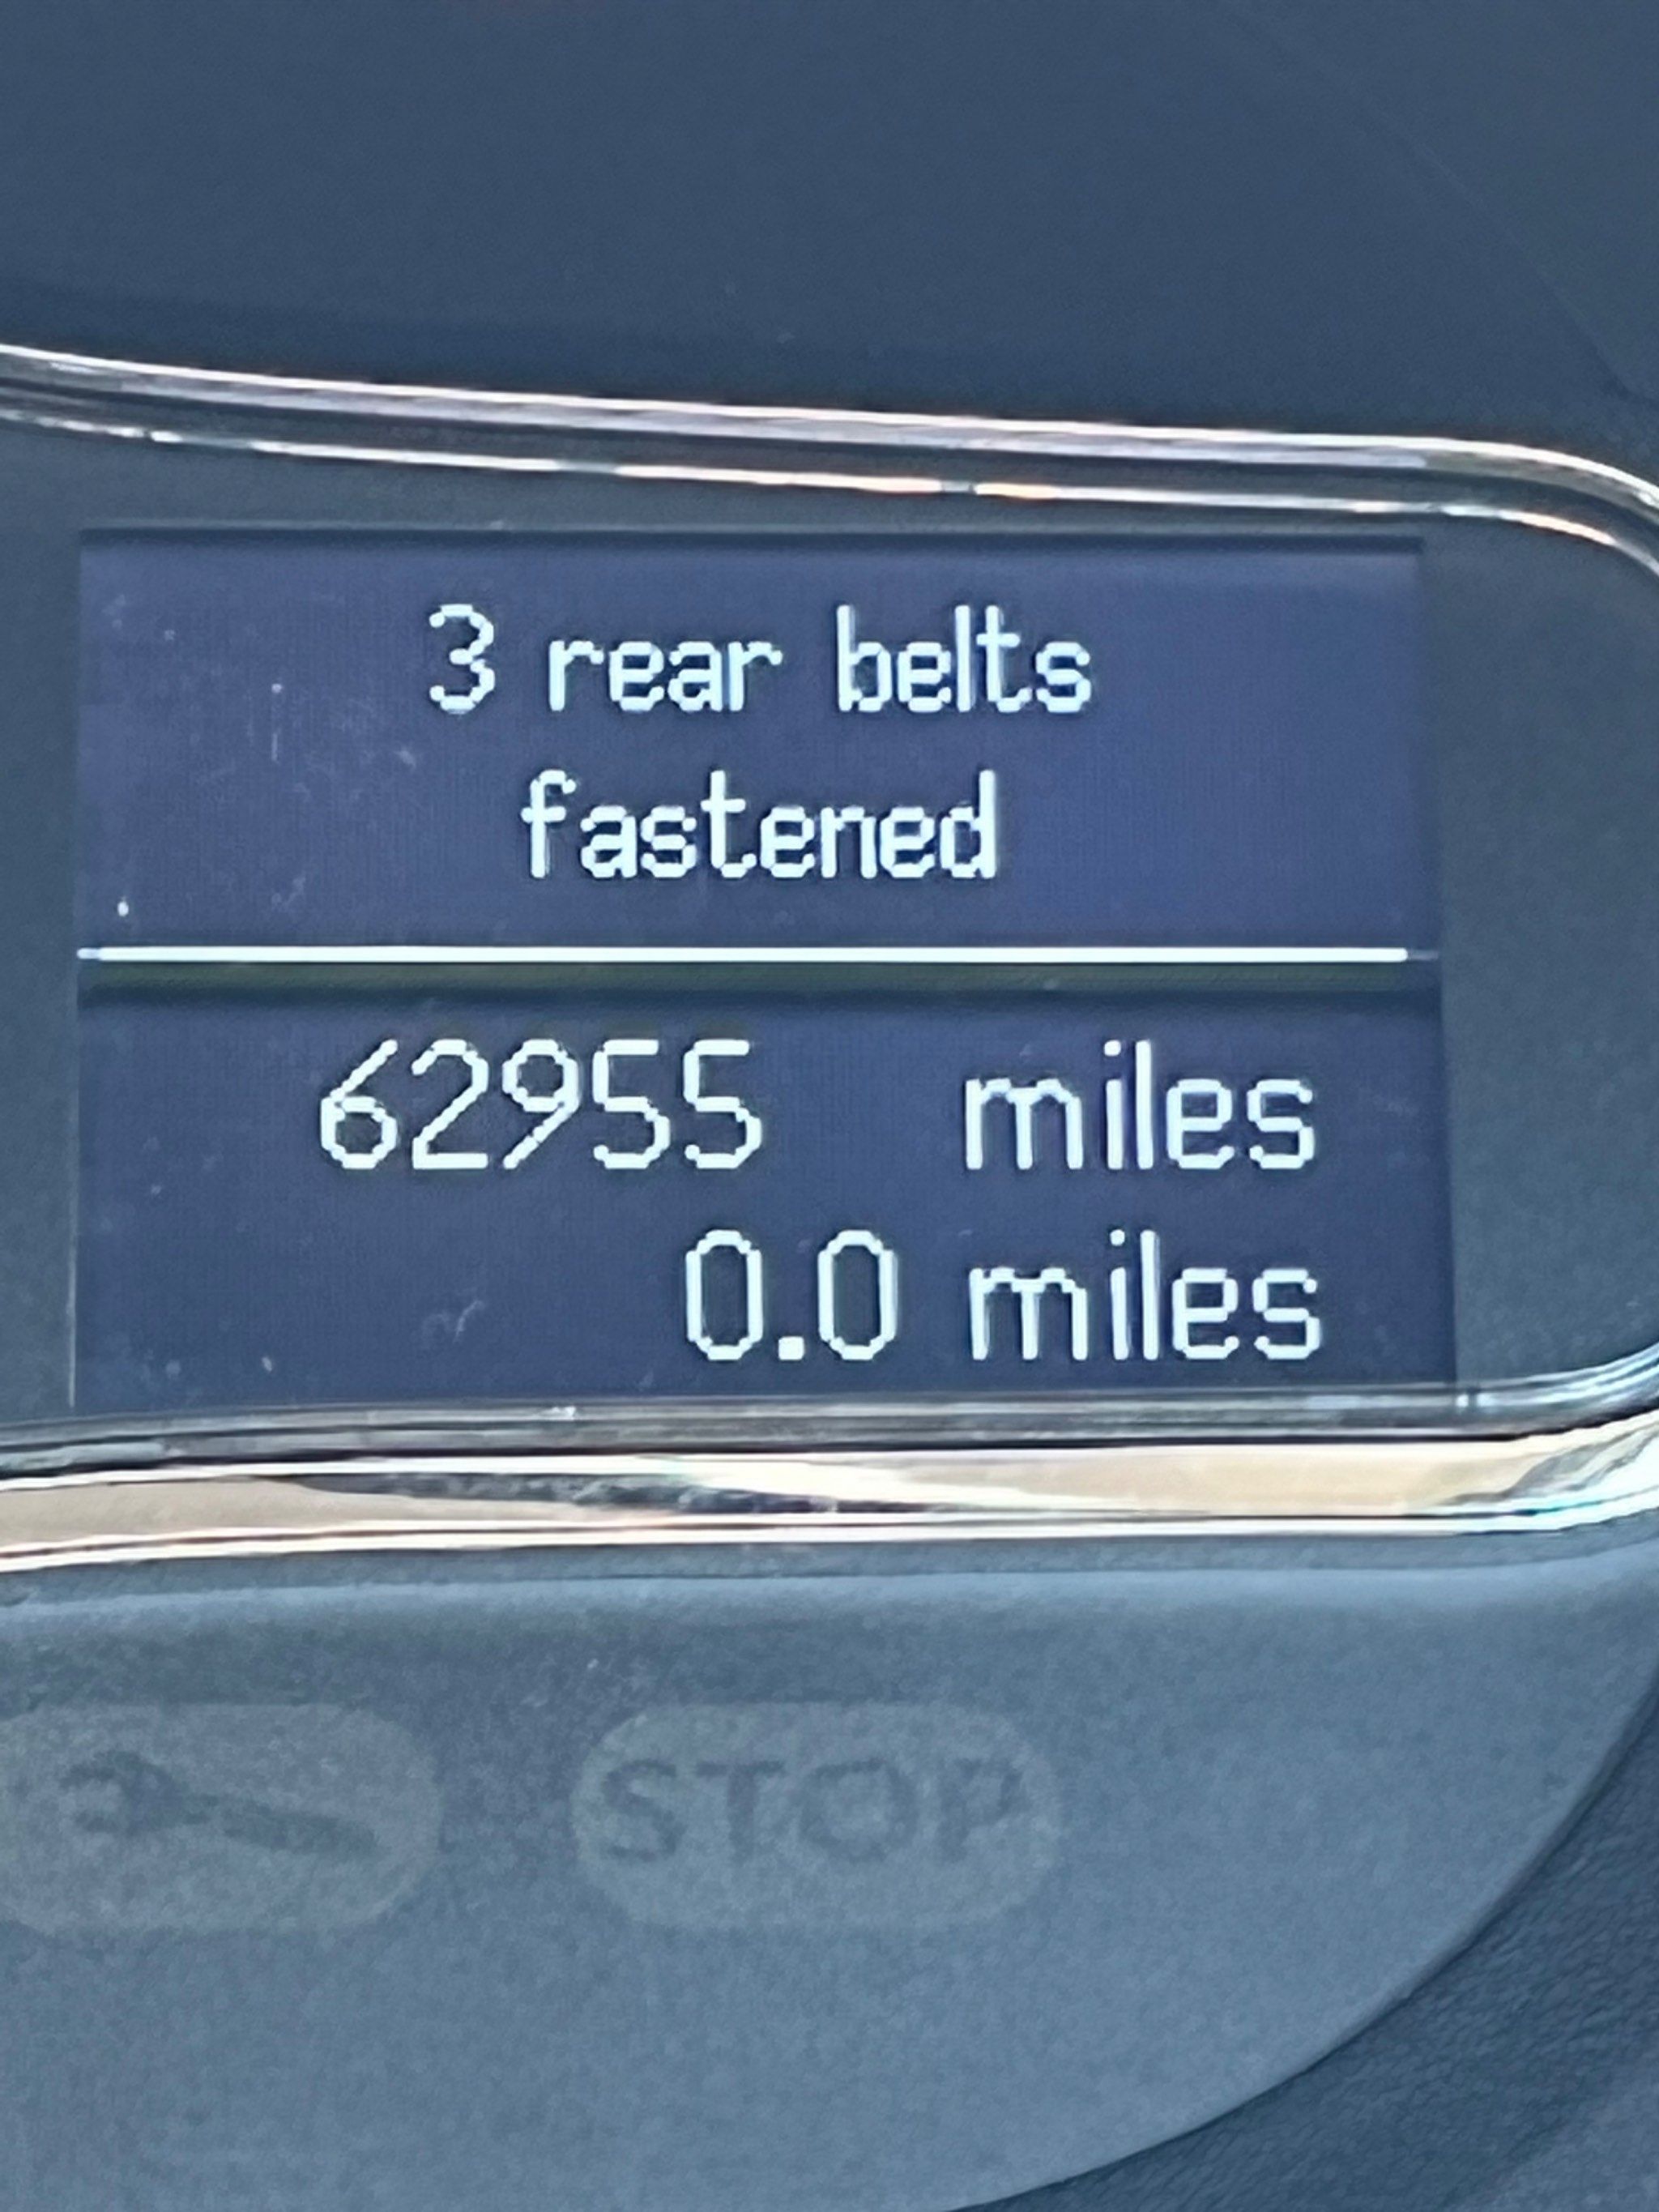 3 rear belts
fastened
62955 miles
0.0 miles
STOP